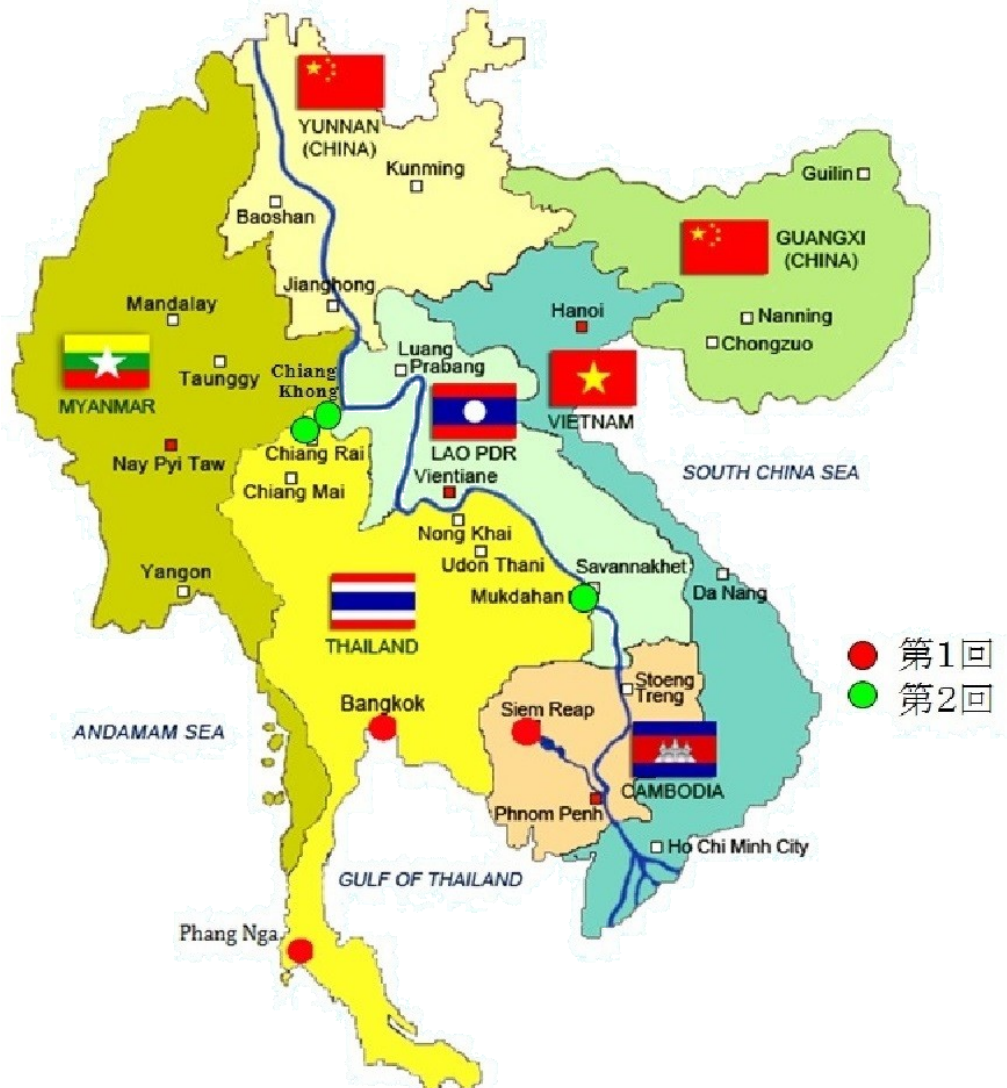 YUNNAN
(CHINA)
Kunming
Guilin
Baoshan
GUANGXI
(CHINA)
Jianghong
Hanoi
Mandalay
Nanning
Chongzuo
Luang
Prabang
Taunggy
Chiang
Khong
MYANMAR
VIETNAM
LAO PDR
Chiang Rai
Nay Pyi Taw
Vientiane
SOUTH CHINA SEA
Chiang Mai
Nong Khai
Udon Thani
Savannakhet
Yangon
Mukdahan
Da Nang
THAILAND
第1回
Stoeng
Treng
第2回
Bangkok
Siem Reap
ANDAMAM SEA
CAMBODIA
Phnom Penh
Ho Chi Minh City
GULF OF THAILAND
Phang Nga